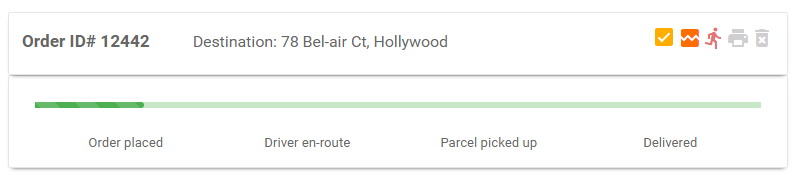 Order ID# 12442 Destination: 78 Bel-air Ct, Hollywood
Order placed Driver en-route Parcel picked up Delivered